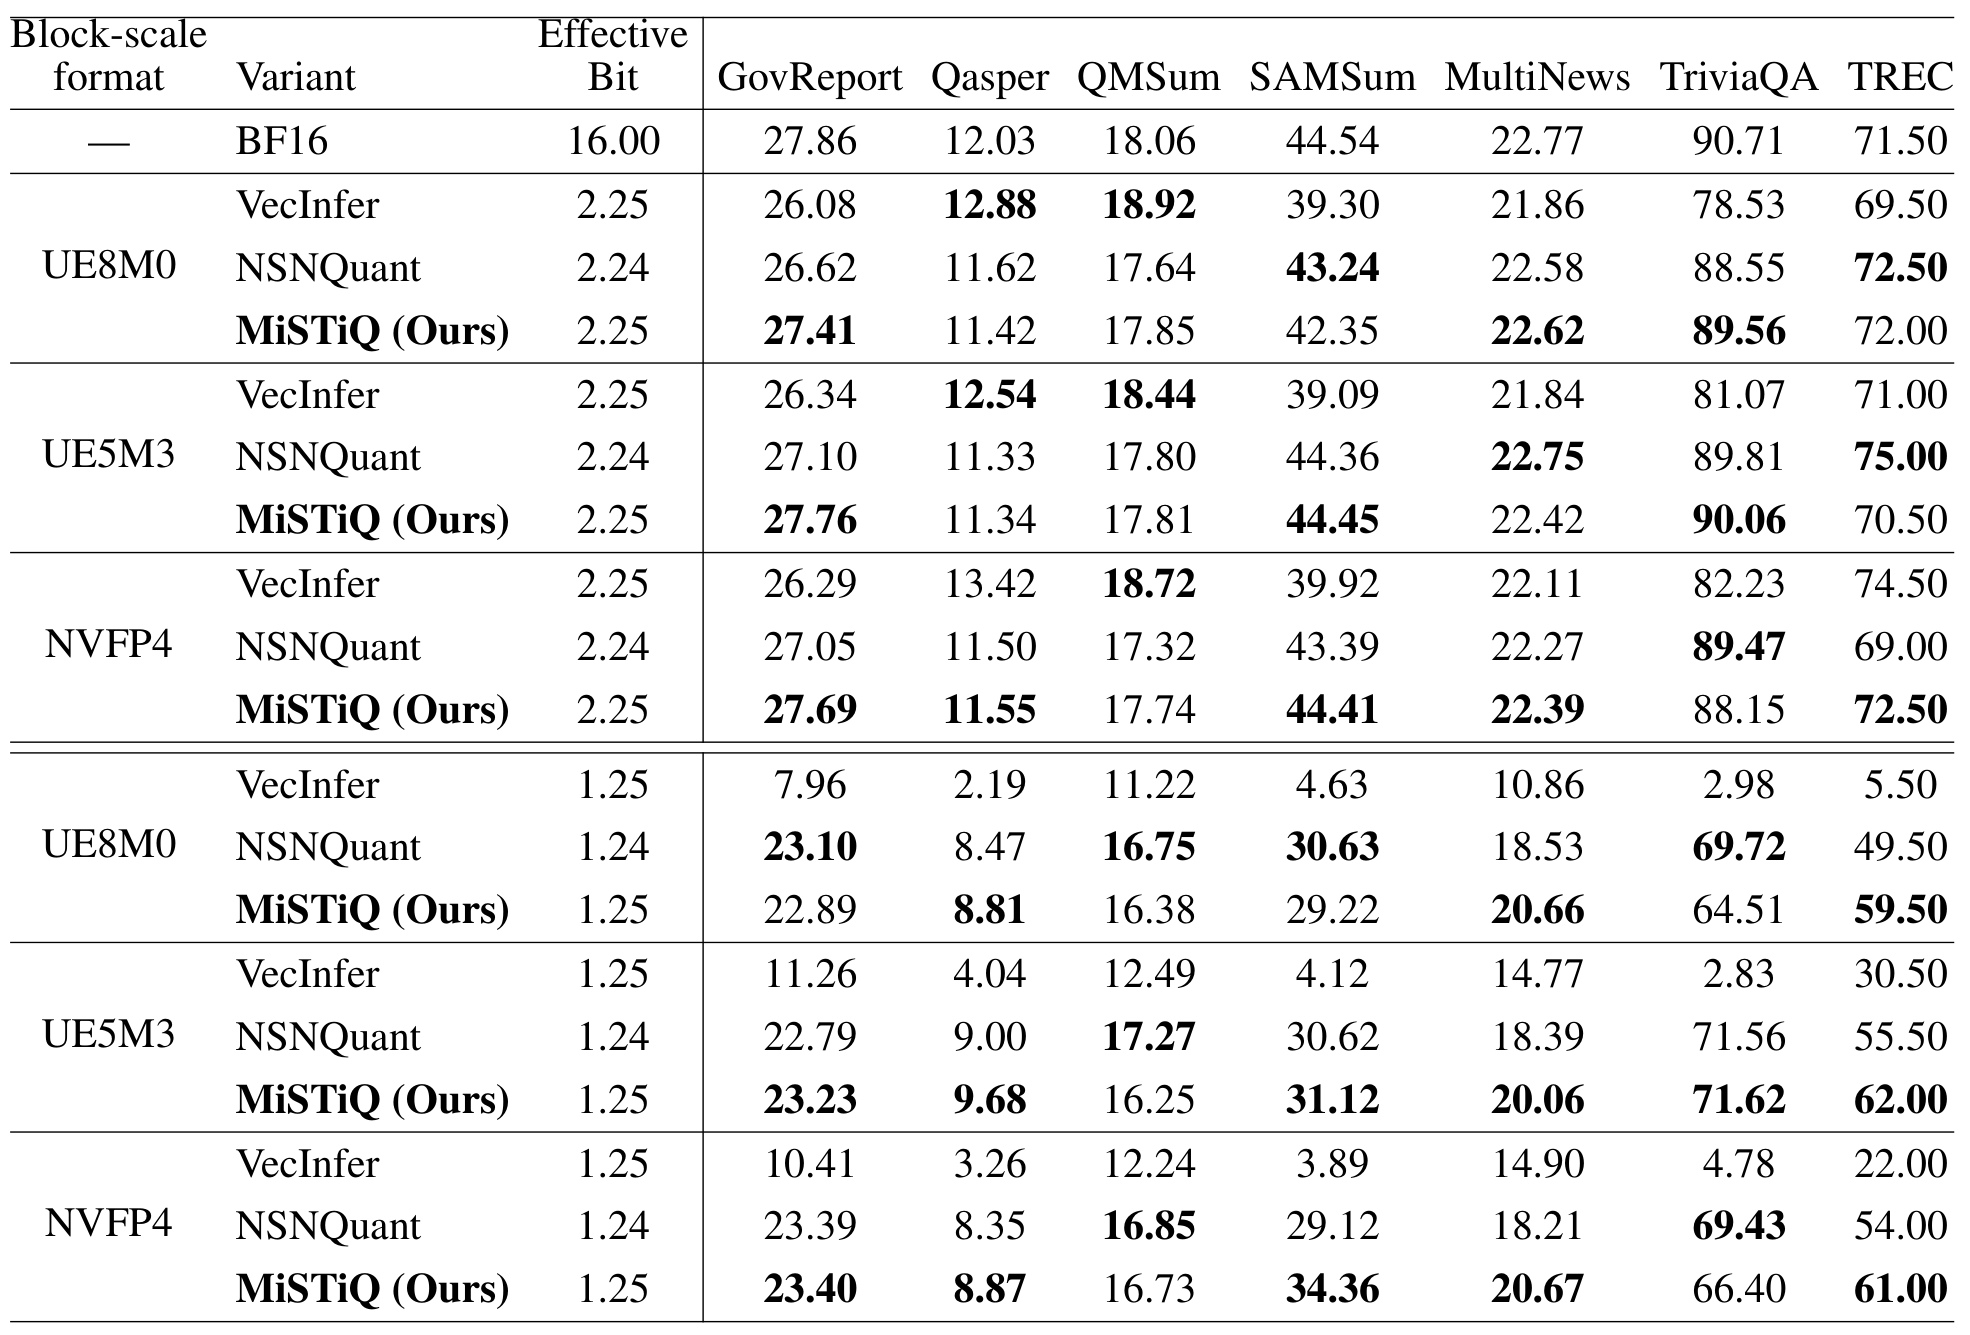 Block-scale format Variant Effective Bit GovReport Qasper QMSum SAMSum MultiNews TriviaQA TREC
— BF16 16.00 27.86 12.03 18.06 44.54 22.77 90.71 71.50
UE8M0
VecInfer 2.25 26.08 12.88 18.92 39.30 21.86 78.53 69.50
NSNQuant 2.24 26.62 11.62 17.64 43.24 22.58 88.55 72.50
MiSTiQ (Ours) 2.25 27.41 11.42 17.85 42.35 22.62 89.56 72.00
UE5M3
VecInfer 2.25 26.34 12.54 18.44 39.09 21.84 81.07 71.00
NSNQuant 2.24 27.10 11.33 17.80 44.36 22.75 89.81 75.00
MiSTiQ (Ours) 2.25 27.76 11.34 17.81 44.45 22.42 90.06 70.50
NVFP4
VecInfer 2.25 26.29 13.42 18.72 39.92 22.11 82.23 74.50
NSNQuant 2.24 27.05 11.50 17.32 43.39 22.27 89.47 69.00
MiSTiQ (Ours) 2.25 27.69 11.55 17.74 44.41 22.39 88.15 72.50
UE8M0
VecInfer 1.25 7.96 2.19 11.22 4.63 10.86 2.98 5.50
NSNQuant 1.24 23.10 8.47 16.75 30.63 18.53 69.72 49.50
MiSTiQ (Ours) 1.25 22.89 8.81 16.38 29.22 20.66 64.51 59.50
UE5M3
VecInfer 1.25 11.26 4.04 12.49 4.12 14.77 2.83 30.50
NSNQuant 1.24 22.79 9.00 17.27 30.62 18.39 71.56 55.50
MiSTiQ (Ours) 1.25 23.23 9.68 16.25 31.12 20.06 71.62 62.00
NVFP4
VecInfer 1.25 10.41 3.26 12.24 3.89 14.90 4.78 22.00
NSNQuant 1.24 23.39 8.35 16.85 29.12 18.21 69.43 54.00
MiSTiQ (Ours) 1.25 23.40 8.87 16.73 34.36 20.67 66.40 61.00